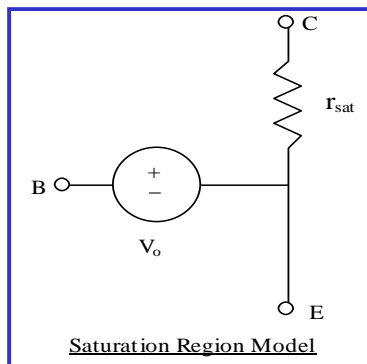 C
r_sat
+
−
B
V_o
E
Saturation Region Model